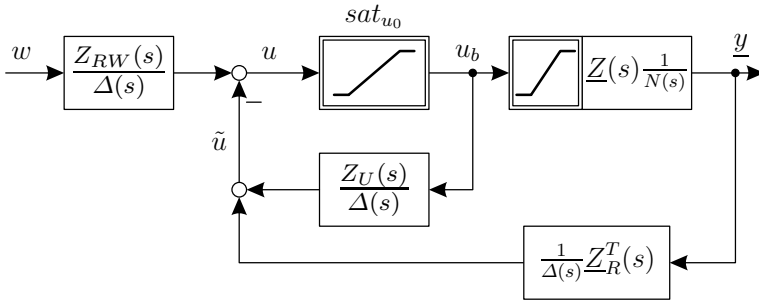 sat_{u_0}
w
Z_{RW}(s)
Δ(s)
u
u_b
Z(s) 1/N(s)
y
−
ũ
Z_U(s)
Δ(s)
1/Δ(s) Z_R^T(s)